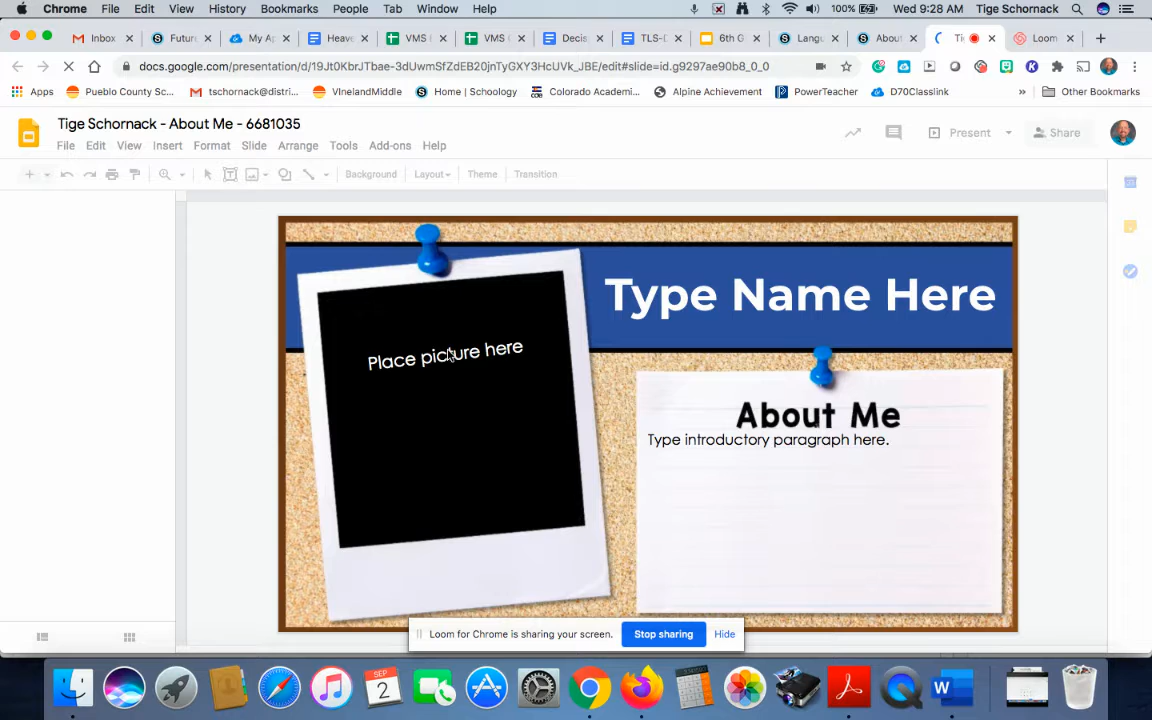 Chrome File Edit View History Bookmarks People Tab Window Help 100% Wed 9:28 AM Tige Schornack
Inbox Future My Ap Heave VMS VMS Decis TLS-D 6th G Langu About Tig Loom
docs.google.com/presentation/d/19Jt0KbrJTbae-3dUwmSfZdEB20jnTyGXY3HcUVk_JBE/edit#slide=id.g9297ae90b8_0_0
Apps Pueblo County Sc... tschornack@distri... VinelandMiddle Home | Schoology Colorado Academi... Alpine Achievement PowerTeacher D70Classlink » Other Bookmarks
Tige Schornack - About Me - 6681035
File Edit View Insert Format Slide Arrange Tools Add-ons Help
Present Share
Background Layout Theme Transition
Type Name Here
Place picture here
About Me
Type introductory paragraph here.
Loom for Chrome is sharing your screen. Stop sharing Hide
SEP
2
W